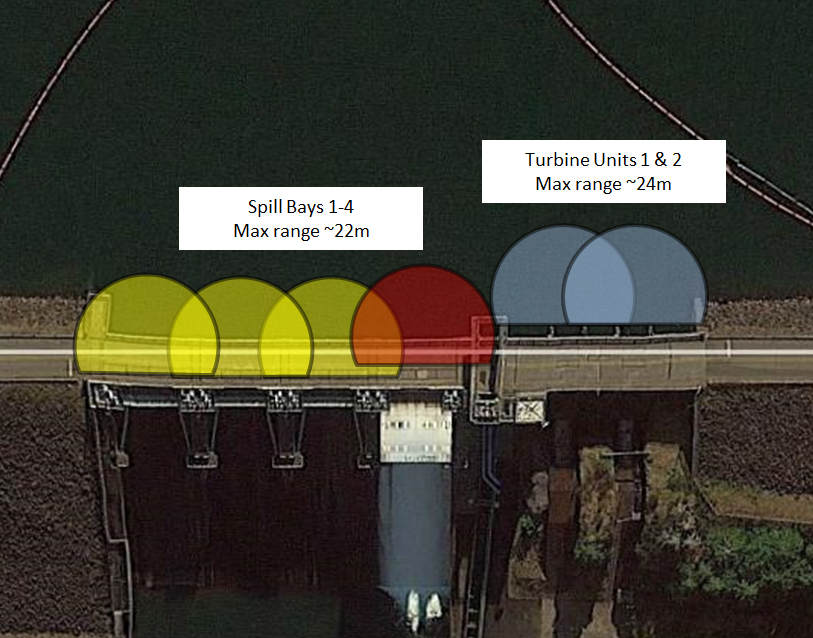 Turbine Units 1 & 2
Max range ~24m
Spill Bays 1-4
Max range ~22m